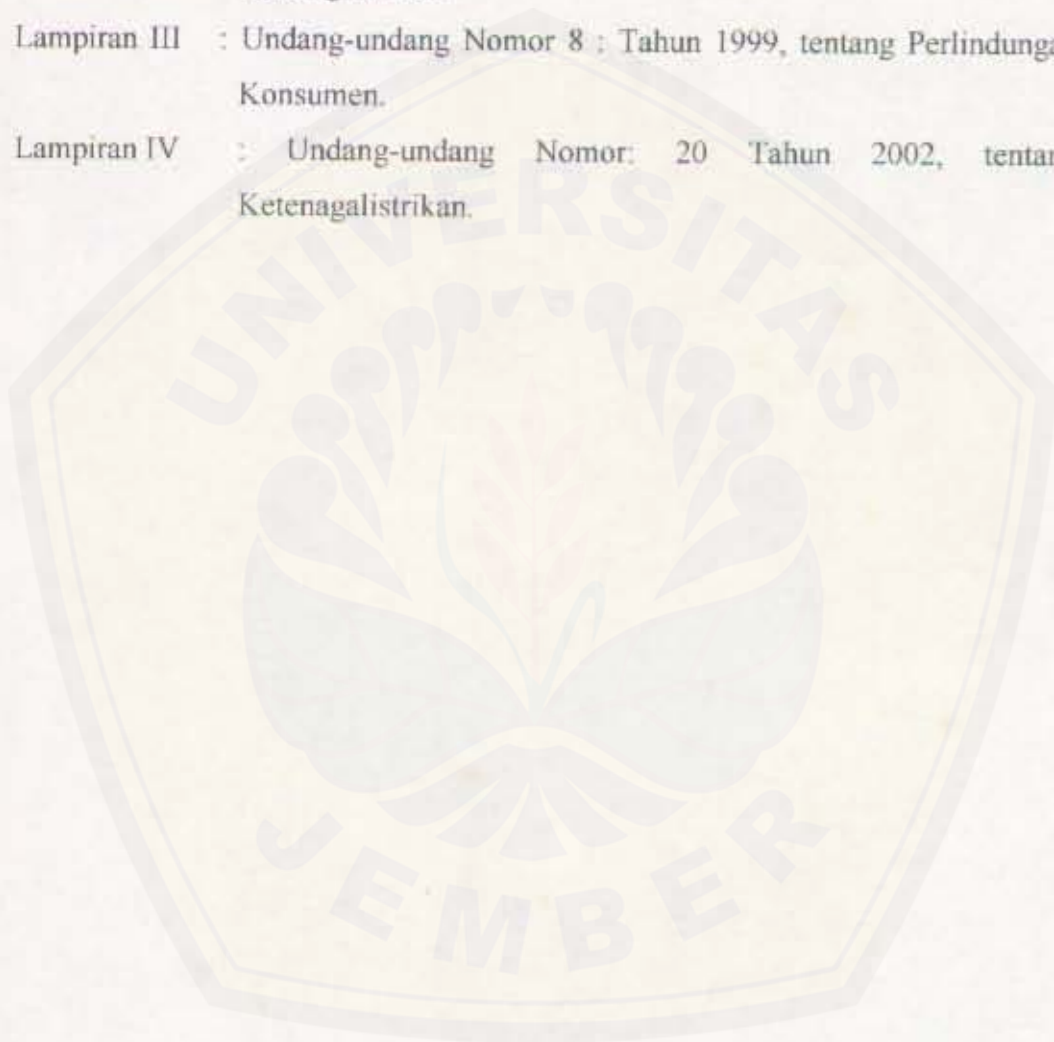 Lampiran III : Undang-undang Nomor 8 : Tahun 1999, tentang Perlindunga
Konsumen.
Lampiran IV : Undang-undang Nomor: 20 Tahun 2002, tentan
Ketenagalistrikan.
UNIVERSITAS
JEMBER